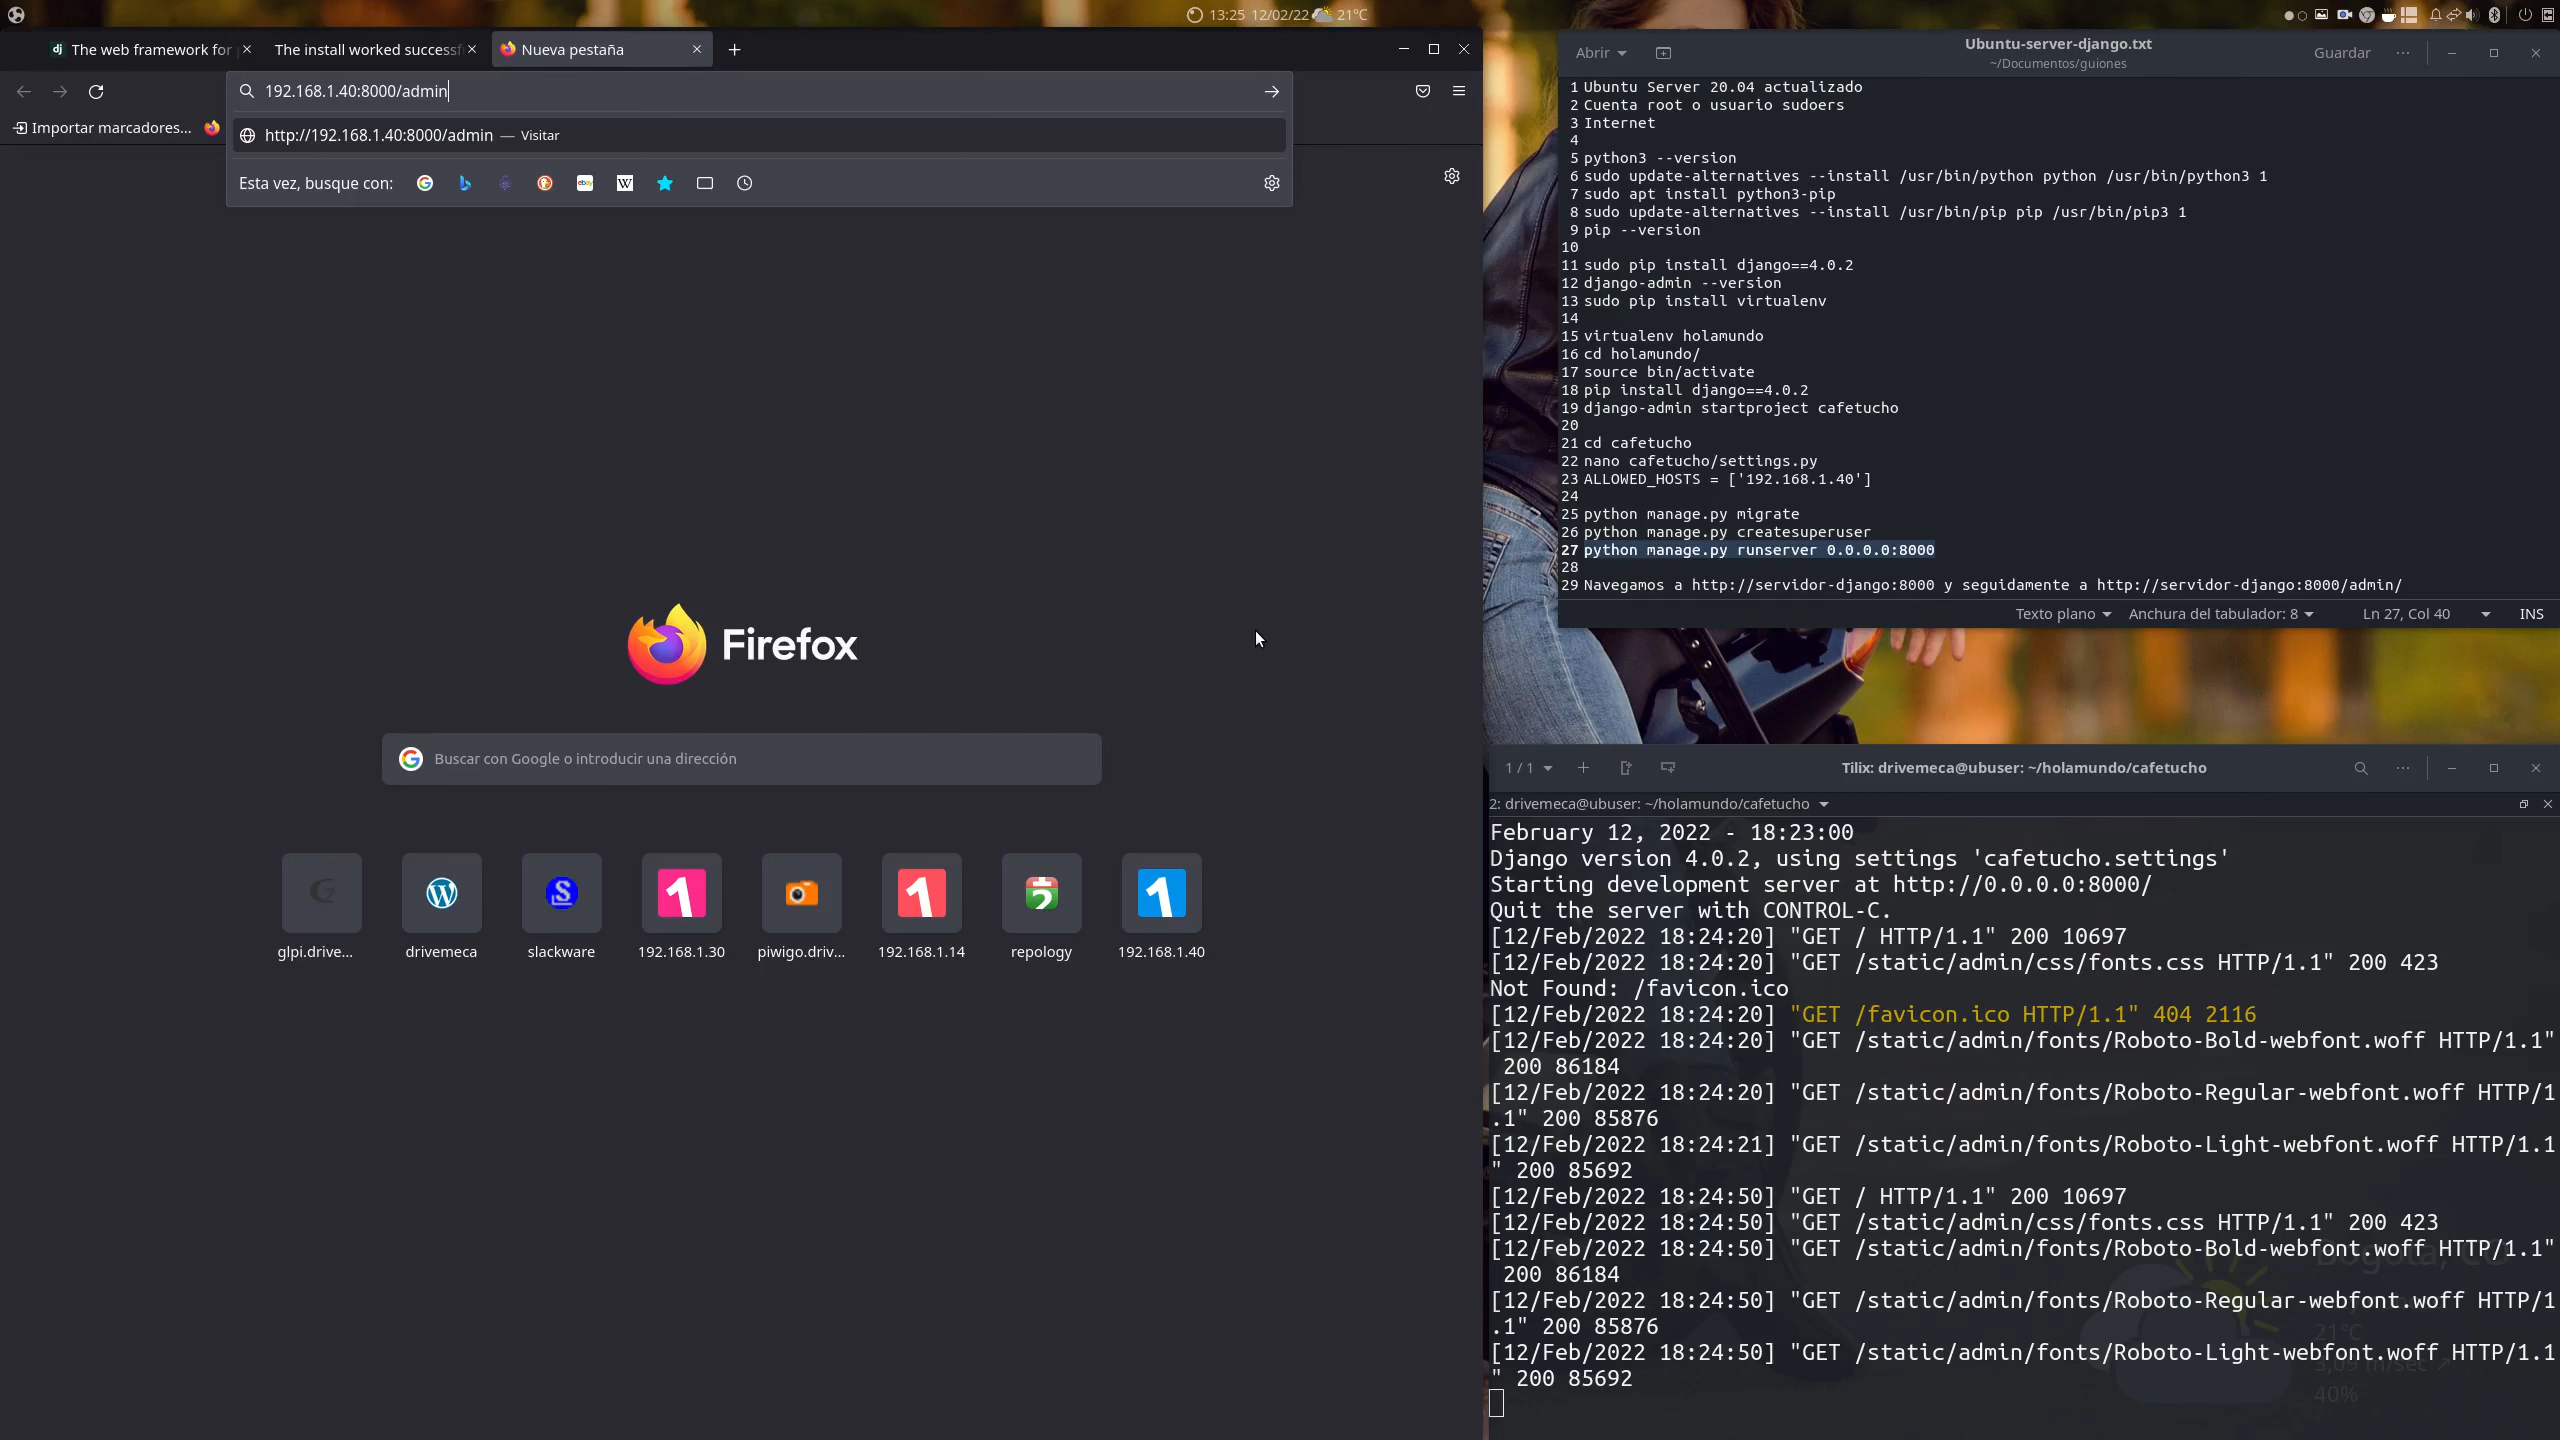 13:25 12/02/22 21°C
The web framework for
The install worked successf
Nueva pestaña
192.168.1.40:8000/admin
http://192.168.1.40:8000/admin — Visitar
Importar marcadores...
Esta vez, busque con:
Firefox
Buscar con Google o introducir una dirección
glpi.drive...
drivemeca
slackware
192.168.1.30
piwigo.driv...
192.168.1.14
repology
192.168.1.40
Abrir
Ubuntu-server-django.txt
~/Documentos/guiones
Guardar
1 Ubuntu Server 20.04 actualizado
2 Cuenta root o usuario sudoers
3 Internet
4
5 python3 --version
6 sudo update-alternatives --install /usr/bin/python python /usr/bin/python3 1
7 sudo apt install python3-pip
8 sudo update-alternatives --install /usr/bin/pip pip /usr/bin/pip3 1
9 pip --version
10
11 sudo pip install django==4.0.2
12 django-admin --version
13 sudo pip install virtualenv
14
15 virtualenv holamundo
16 cd holamundo/
17 source bin/activate
18 pip install django==4.0.2
19 django-admin startproject cafetucho
20
21 cd cafetucho
22 nano cafetucho/settings.py
23 ALLOWED_HOSTS = ['192.168.1.40']
24
25 python manage.py migrate
26 python manage.py createsuperuser
27 python manage.py runserver 0.0.0.0:8000
28
29 Navegamos a http://servidor-django:8000 y seguidamente a http://servidor-django:8000/admin/
Texto plano
Anchura del tabulador: 8
Ln 27, Col 40
INS
1 / 1
Tilix: drivemeca@ubuser: ~/holamundo/cafetucho
2: drivemeca@ubuser: ~/holamundo/cafetucho
February 12, 2022 - 18:23:00
Django version 4.0.2, using settings 'cafetucho.settings'
Starting development server at http://0.0.0.0:8000/
Quit the server with CONTROL-C.
[12/Feb/2022 18:24:20] "GET / HTTP/1.1" 200 10697
[12/Feb/2022 18:24:20] "GET /static/admin/css/fonts.css HTTP/1.1" 200 423
Not Found: /favicon.ico
[12/Feb/2022 18:24:20] "GET /favicon.ico HTTP/1.1" 404 2116
[12/Feb/2022 18:24:20] "GET /static/admin/fonts/Roboto-Bold-webfont.woff HTTP/1.1"
200 86184
[12/Feb/2022 18:24:20] "GET /static/admin/fonts/Roboto-Regular-webfont.woff HTTP/1
.1" 200 85876
[12/Feb/2022 18:24:21] "GET /static/admin/fonts/Roboto-Light-webfont.woff HTTP/1.1
" 200 85692
[12/Feb/2022 18:24:50] "GET / HTTP/1.1" 200 10697
[12/Feb/2022 18:24:50] "GET /static/admin/css/fonts.css HTTP/1.1" 200 423
[12/Feb/2022 18:24:50] "GET /static/admin/fonts/Roboto-Bold-webfont.woff HTTP/1.1"
200 86184
[12/Feb/2022 18:24:50] "GET /static/admin/fonts/Roboto-Regular-webfont.woff HTTP/1
.1" 200 85876
[12/Feb/2022 18:24:50] "GET /static/admin/fonts/Roboto-Light-webfont.woff HTTP/1.1
" 200 85692
21°C
40%